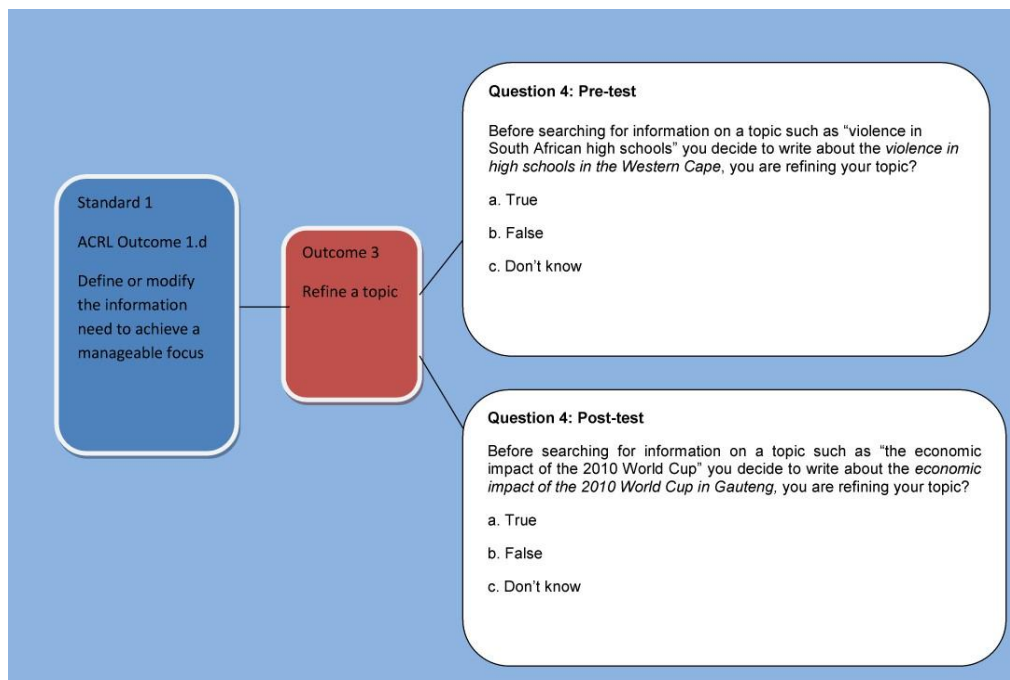 Standard 1
ACRL Outcome 1.d
Define or modify
the information
need to achieve a
manageable focus
Outcome 3
Refine a topic
Question 4: Pre-test
Before searching for information on a topic such as “violence in
South African high schools” you decide to write about the violence in
high schools in the Western Cape, you are refining your topic?
a. True
b. False
c. Don’t know
Question 4: Post-test
Before searching for information on a topic such as “the economic
impact of the 2010 World Cup” you decide to write about the economic
impact of the 2010 World Cup in Gauteng, you are refining your topic?
a. True
b. False
c. Don’t know